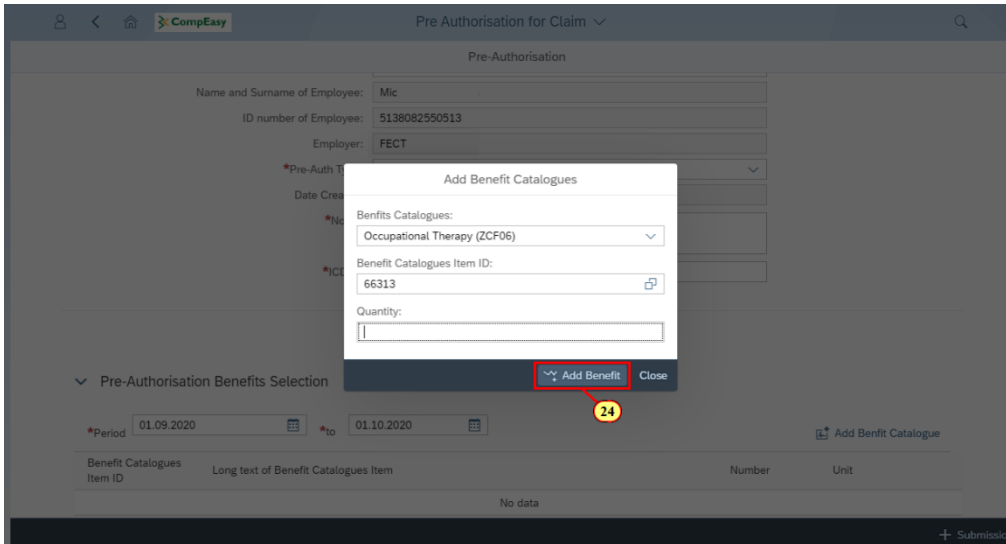 CompEasy
Pre Authorisation for Claim
Pre-Authorisation
Name and Surname of Employee: Mic
ID number of Employee: 5138082550513
Employer: FECT
*Pre-Auth Ty
Date Crea
*No
*ICD
Add Benefit Catalogues
Benfits Catalogues:
Occupational Therapy (ZCF06)
Benefit Catalogues Item ID:
66313
Quantity:
Add Benefit Close
24
Pre-Authorisation Benefits Selection
*Period 01.09.2020 *to 01.10.2020 Add Benfit Catalogue
Benefit Catalogues Item ID Long text of Benefit Catalogues Item Number Unit
No data
+ Submissio